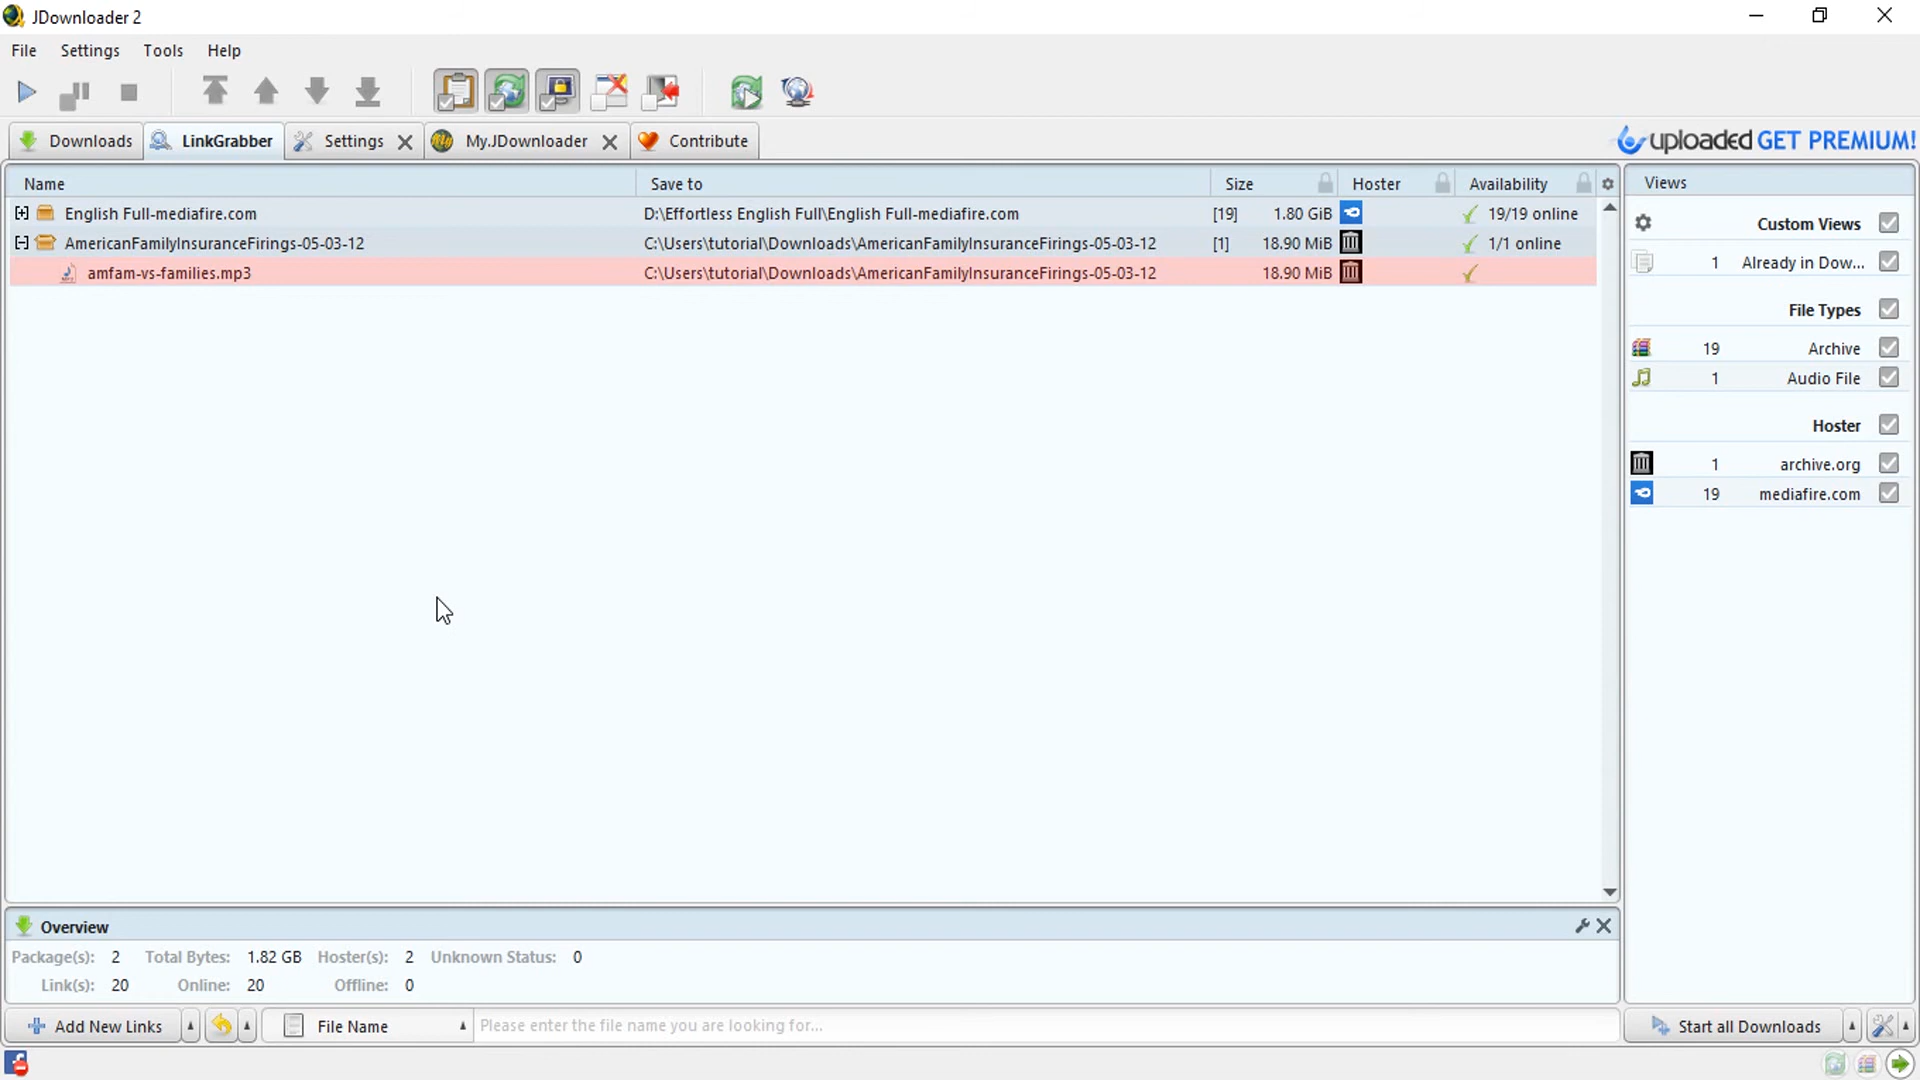 JDownloader 2
File Settings Tools Help
Downloads LinkGrabber Settings My.JDownloader Contribute uploaded GET PREMIUM!
Name Save to Size Hoster Availability Views
[+] English Full-mediafire.com D:\Effortless English Full\English Full-mediafire.com [19] 1.80 GiB 19/19 online
Custom Views
[-] AmericanFamilyInsuranceFirings-05-03-12 C:\Users\tutorial\Downloads\AmericanFamilyInsuranceFirings-05-03-12 [1] 18.90 MiB 1/1 online
1 Already in Dow...
amfam-vs-families.mp3 C:\Users\tutorial\Downloads\AmericanFamilyInsuranceFirings-05-03-12 18.90 MiB
File Types
19 Archive
1 Audio File
Hoster
1 archive.org
19 mediafire.com
Overview
Package(s): 2 Total Bytes: 1.82 GB Hoster(s): 2 Unknown Status: 0
Link(s): 20 Online: 20 Offline: 0
Add New Links File Name Please enter the file name you are looking for... Start all Downloads